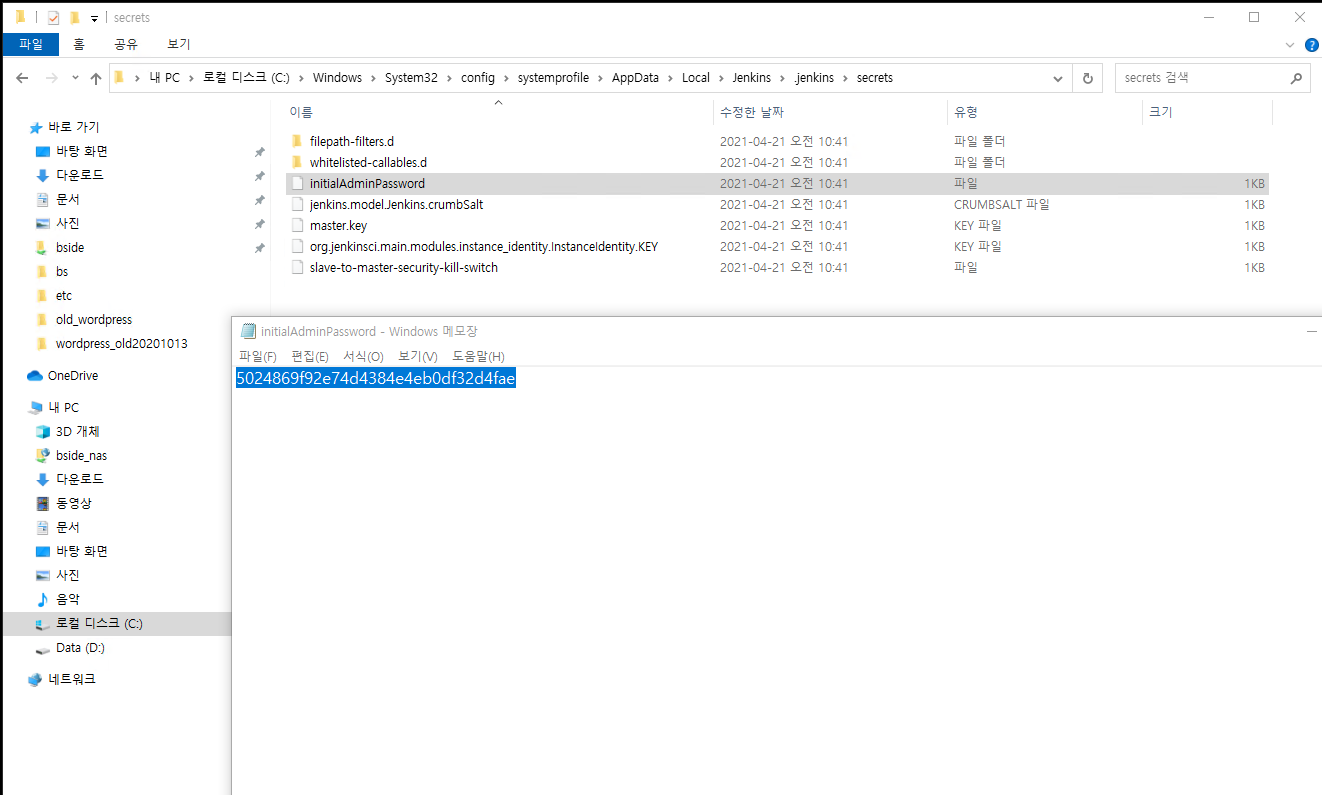 secrets
파일 홈 공유 보기
내 PC 로컬 디스크 (C:) Windows System32 config systemprofile AppData Local Jenkins .jenkins secrets
secrets 검색
이름 수정한 날짜 유형 크기
filepath-filters.d 2021-04-21 오전 10:41 파일 폴더
whitelisted-callables.d 2021-04-21 오전 10:41 파일 폴더
initialAdminPassword 2021-04-21 오전 10:41 파일 1KB
jenkins.model.Jenkins.crumbSalt 2021-04-21 오전 10:41 CRUMBSALT 파일 1KB
master.key 2021-04-21 오전 10:41 KEY 파일 1KB
org.jenkinsci.main.modules.instance_identity.InstanceIdentity.KEY 2021-04-21 오전 10:41 KEY 파일 1KB
slave-to-master-security-kill-switch 2021-04-21 오전 10:41 파일 1KB
바로 가기
바탕 화면
다운로드
문서
사진
bside
bs
etc
old_wordpress
wordpress_old20201013
OneDrive
내 PC
3D 개체
bside_nas
다운로드
동영상
문서
바탕 화면
사진
음악
로컬 디스크 (C:)
Data (D:)
네트워크
initialAdminPassword - Windows 메모장
파일(F) 편집(E) 서식(O) 보기(V) 도움말(H)
5024869f92e74d4384e4eb0df32d4fae